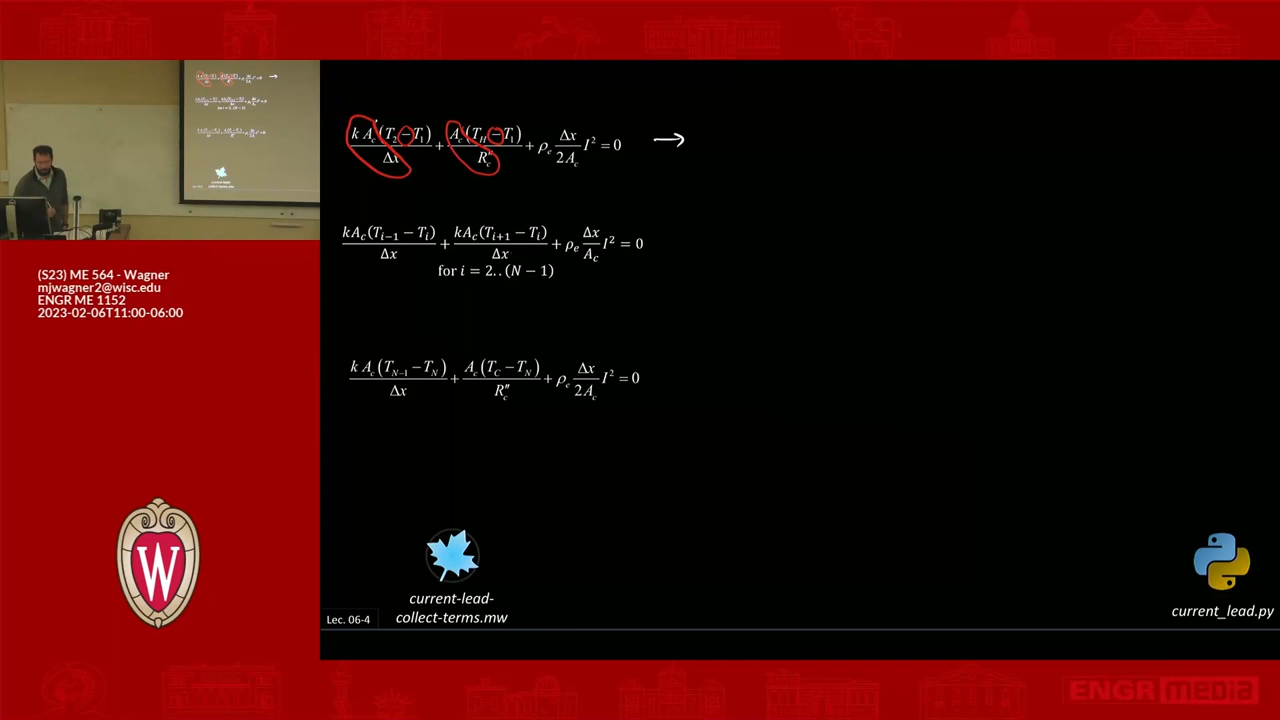 k A_c (T_2 − T_1) / Δx + A_c (T_H − T_1) / R''_c + ρ_e Δx / 2A_c I² = 0 →
kA_c(T_{i−1} − T_i) / Δx + kA_c(T_{i+1} − T_i) / Δx + ρ_e Δx / A_c I² = 0
for i = 2..(N − 1)
k A_c (T_{N−1} − T_N) / Δx + A_c (T_C − T_N) / R''_c + ρ_e Δx / 2A_c I² = 0
(S23) ME 564 - Wagner
mjwagner2@wisc.edu
ENGR ME 1152
2023-02-06T11:00-06:00
W
current-lead-
collect-terms.mw
current_lead.py
Lec. 06-4
ENGR media